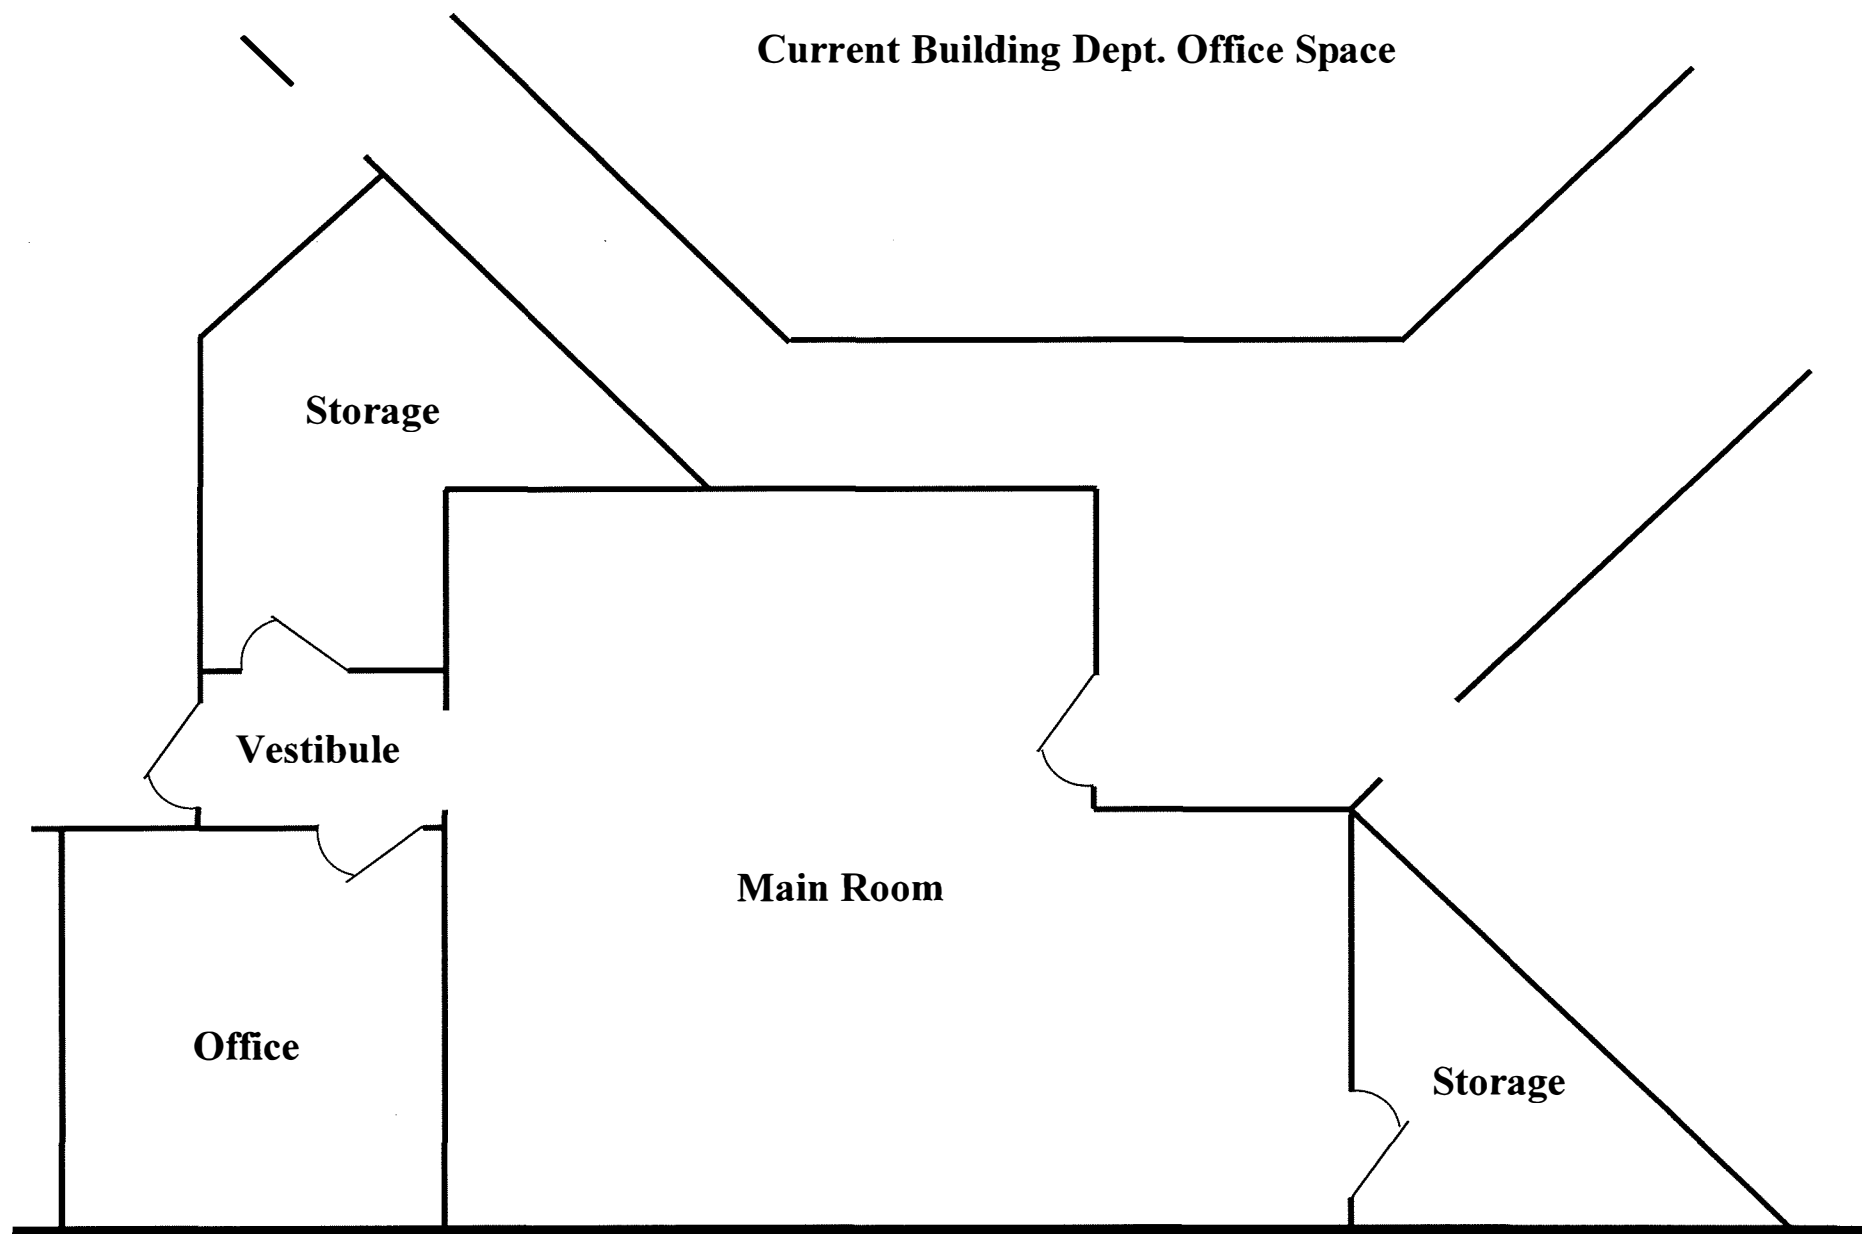 Current Building Dept. Office Space
Storage
Vestibule
Main Room
Office
Storage